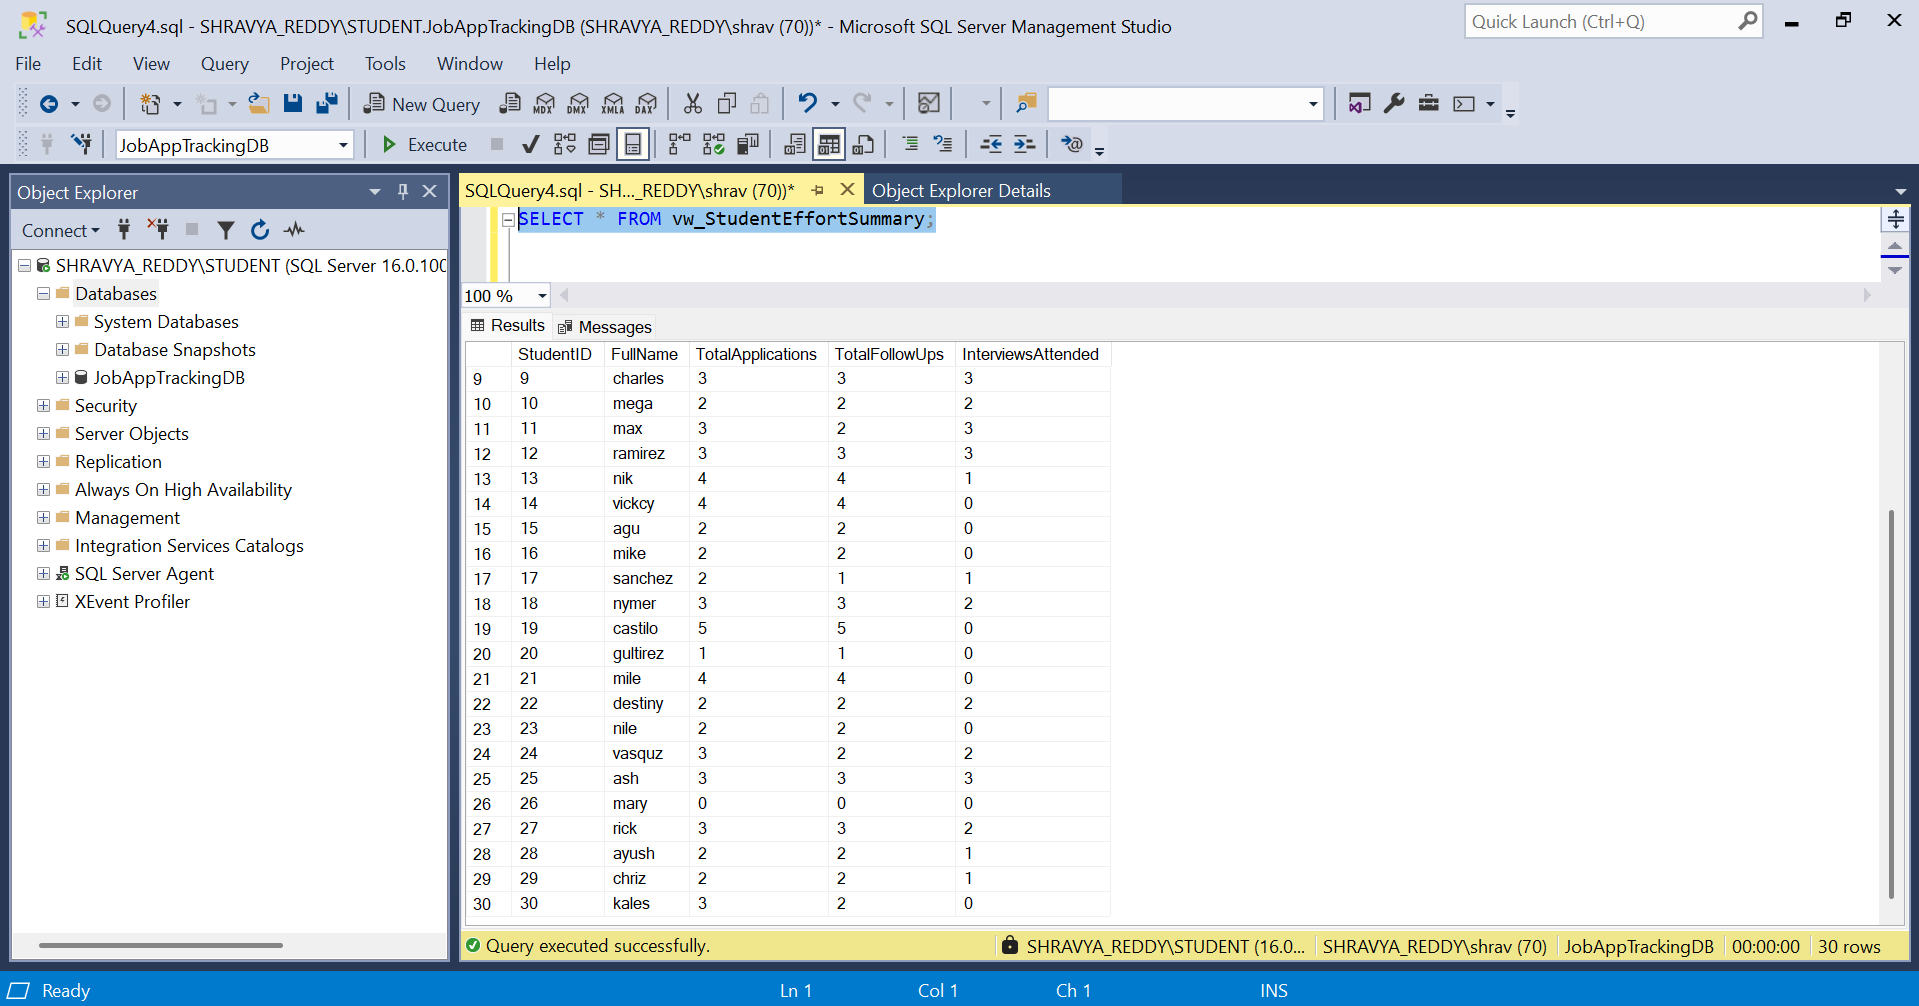 SQLQuery4.sql - SHRAVYA_REDDY\STUDENT.JobAppTrackingDB (SHRAVYA_REDDY\shrav (70))* - Microsoft SQL Server Management Studio
Quick Launch (Ctrl+Q)
File Edit View Query Project Tools Window Help
New Query MDX DMX XMLA DAX
JobAppTrackingDB Execute
Object Explorer
Connect
SHRAVYA_REDDY\STUDENT (SQL Server 16.0.100
Databases
System Databases
Database Snapshots
JobAppTrackingDB
Security
Server Objects
Replication
Always On High Availability
Management
Integration Services Catalogs
SQL Server Agent
XEvent Profiler
SQLQuery4.sql - SH..._REDDY\shrav (70))* Object Explorer Details
SELECT * FROM vw_StudentEffortSummary;
100 %
Results Messages
StudentID FullName TotalApplications TotalFollowUps InterviewsAttended
9 9 charles 3 3 3
10 10 mega 2 2 2
11 11 max 3 2 3
12 12 ramirez 3 3 3
13 13 nik 4 4 1
14 14 vickcy 4 4 0
15 15 agu 2 2 0
16 16 mike 2 2 0
17 17 sanchez 2 1 1
18 18 nymer 3 3 2
19 19 castilo 5 5 0
20 20 gultirez 1 1 0
21 21 mile 4 4 0
22 22 destiny 2 2 2
23 23 nile 2 2 0
24 24 vasquz 3 2 2
25 25 ash 3 3 3
26 26 mary 0 0 0
27 27 rick 3 3 2
28 28 ayush 2 2 1
29 29 chriz 2 2 1
30 30 kales 3 2 0
Query executed successfully. SHRAVYA_REDDY\STUDENT (16.0... SHRAVYA_REDDY\shrav (70) JobAppTrackingDB 00:00:00 30 rows
Ready Ln 1 Col 1 Ch 1 INS